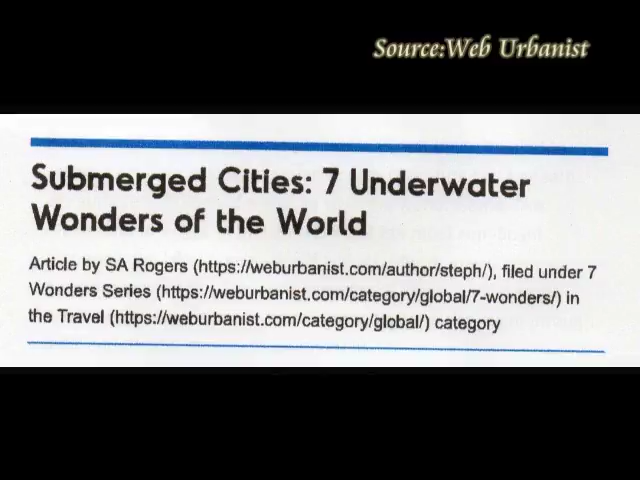 Source:Web Urbanist
Submerged Cities: 7 Underwater
Wonders of the World
Article by SA Rogers (https://weburbanist.com/author/steph/), filed under 7
Wonders Series (https://weburbanist.com/category/global/7-wonders/) in
the Travel (https://weburbanist.com/category/global/) category